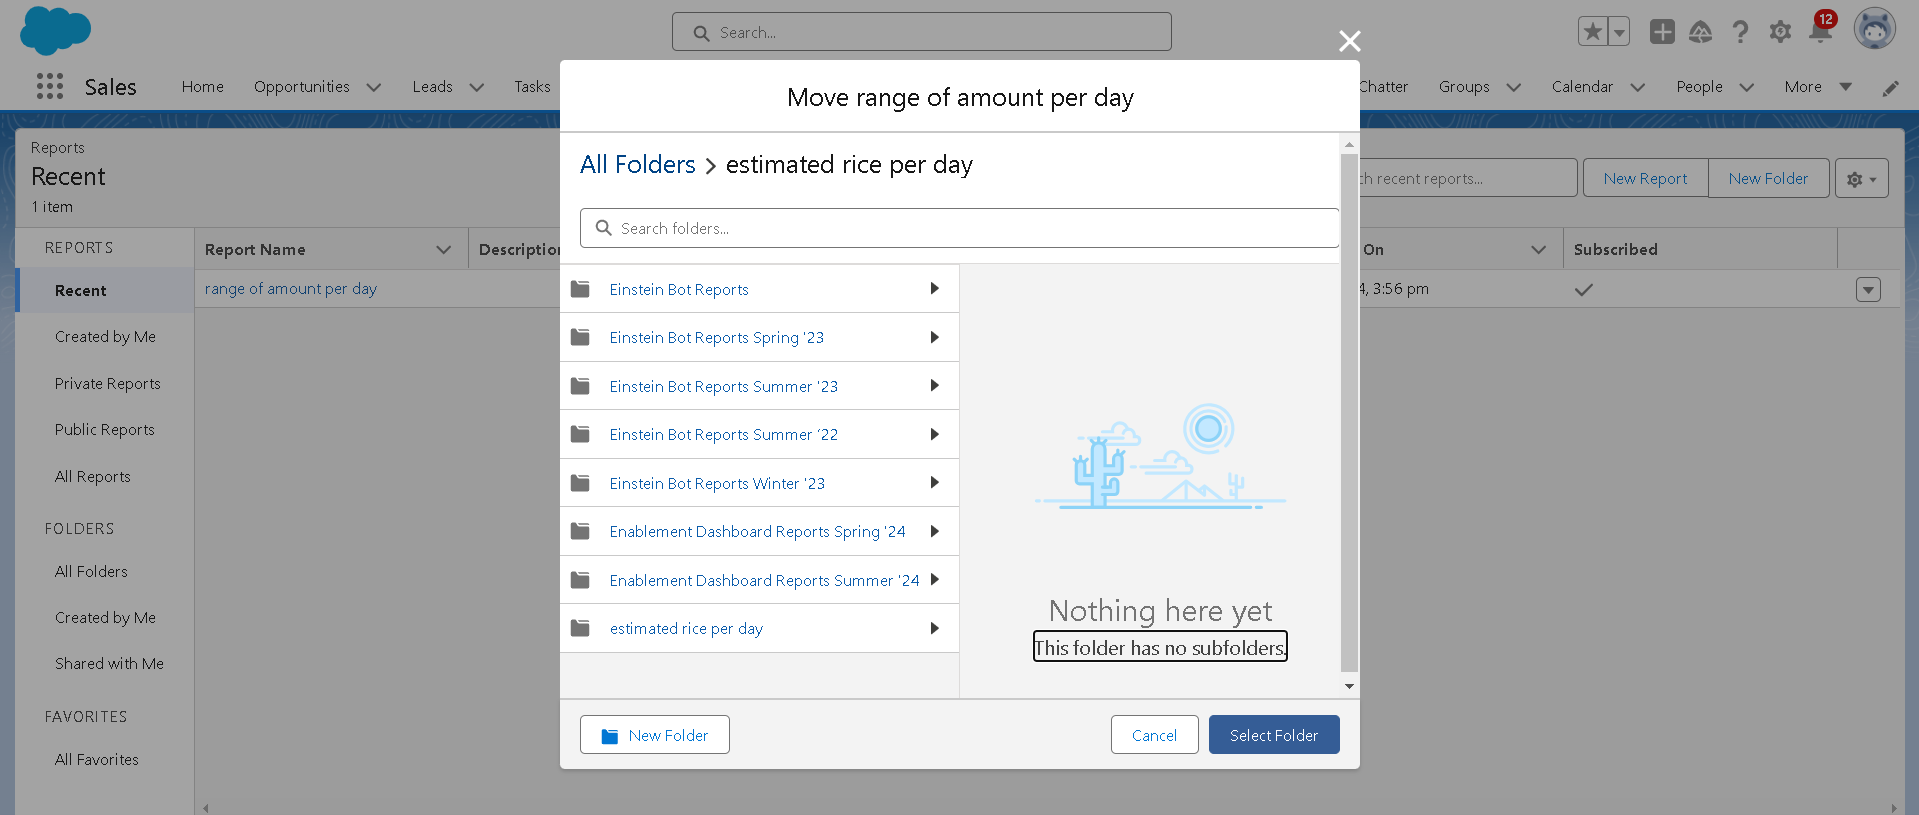 Search...
12
Sales
Home
Opportunities
Leads
Tasks
Chatter
Groups
Calendar
People
More
Reports
Recent
1 item
recent reports...
New Report
New Folder
REPORTS
Recent
Created by Me
Private Reports
Public Reports
All Reports
FOLDERS
All Folders
Created by Me
Shared with Me
FAVORITES
All Favorites
Report Name
Description
On
Subscribed
range of amount per day
4, 3:56 pm
Move range of amount per day
All Folders > estimated rice per day
Search folders...
Einstein Bot Reports
Einstein Bot Reports Spring '23
Einstein Bot Reports Summer '23
Einstein Bot Reports Summer '22
Einstein Bot Reports Winter '23
Enablement Dashboard Reports Spring '24
Enablement Dashboard Reports Summer '24
estimated rice per day
Nothing here yet
This folder has no subfolders.
New Folder
Cancel
Select Folder